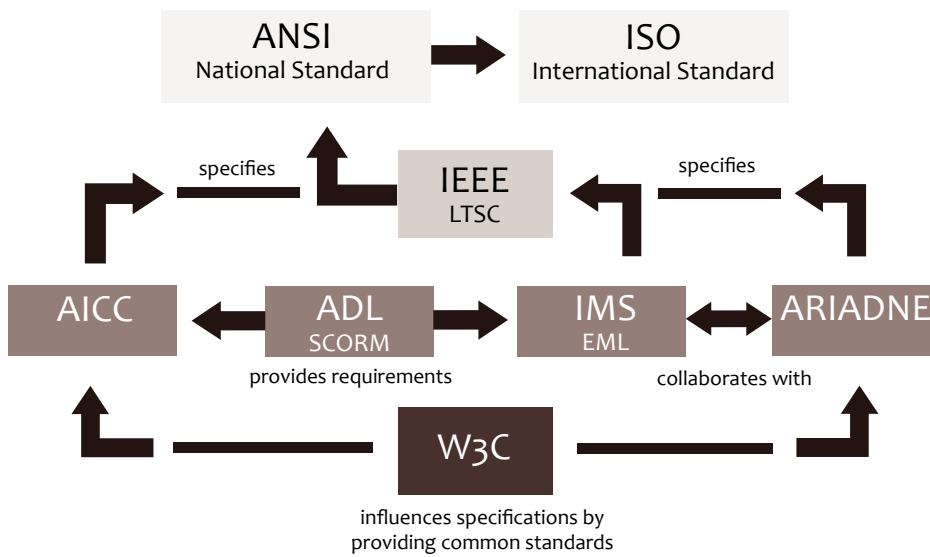 ANSI
National Standard
ISO
International Standard
specifies
IEEE
LTSC
specifies
AICC
ADL
SCORM
IMS
EML
ARIADNE
provides requirements
collaborates with
W3C
influences specifications by
providing common standards